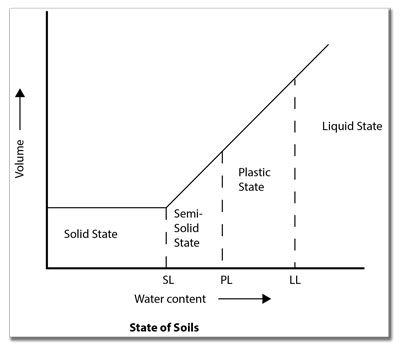 Volume
Liquid State
Plastic
State
Semi-
Solid
State
Solid State
SL
PL
LL
Water content
State of Soils